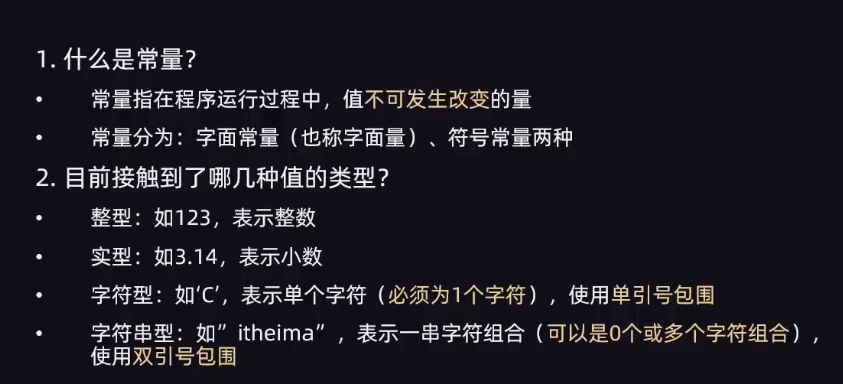 1. 什么是常量？
• 常量指在程序运行过程中，值不可发生改变的量
• 常量分为：字面常量（也称字面量）、符号常量两种
2. 目前接触到了哪几种值的类型？
• 整型：如123，表示整数
• 实型：如3.14，表示小数
• 字符型：如‘C’，表示单个字符（必须为1个字符），使用单引号包围
• 字符串型：如” itheima” ，表示一串字符组合（可以是0个或多个字符组合），
使用双引号包围